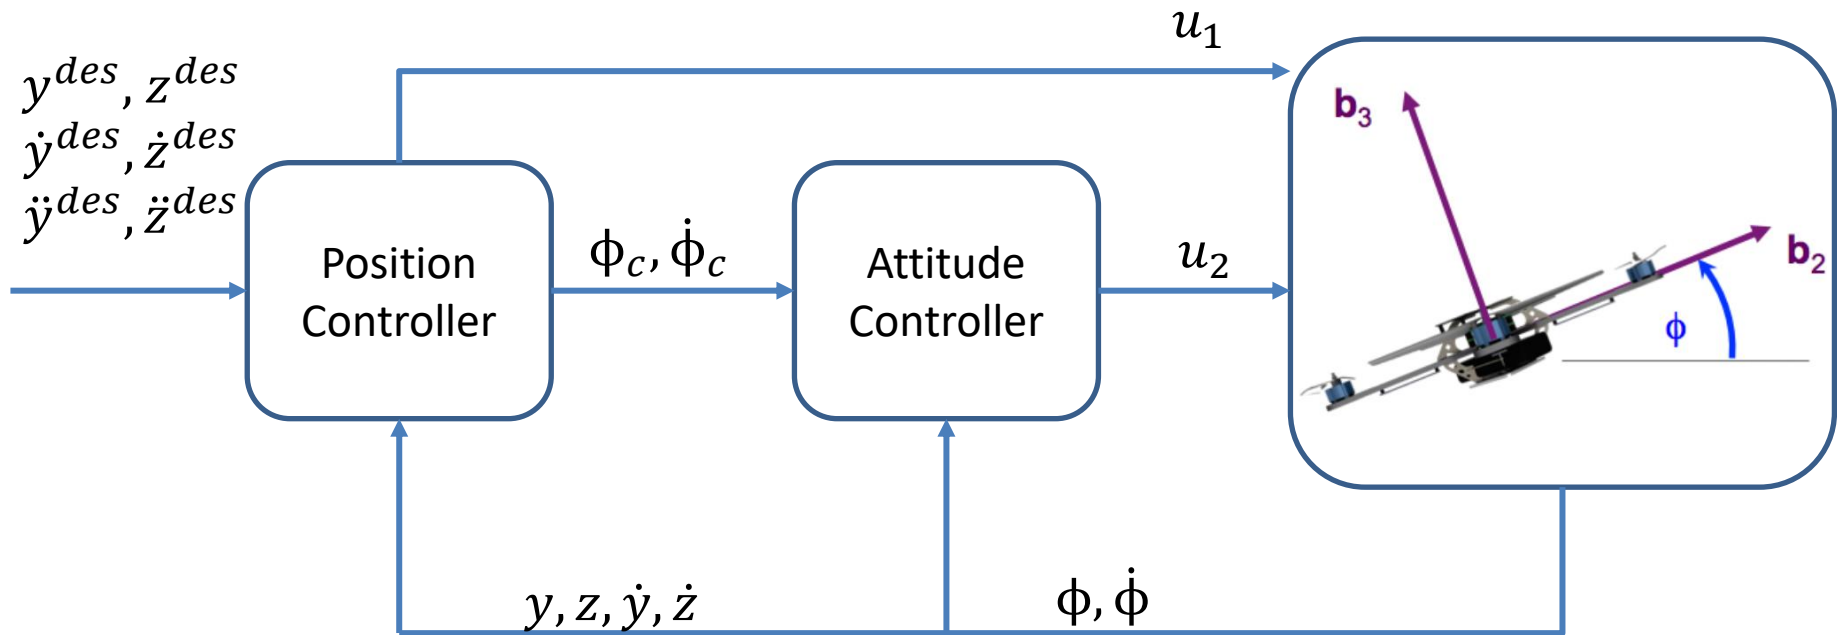 u₁
y^des, z^des
ẏ^des, ż^des
ÿ^des, z̈^des
Position
Controller
ϕ_c, ϕ̇_c
Attitude
Controller
u₂
b₃
b₂
ϕ
y, z, ẏ, ż
ϕ, ϕ̇